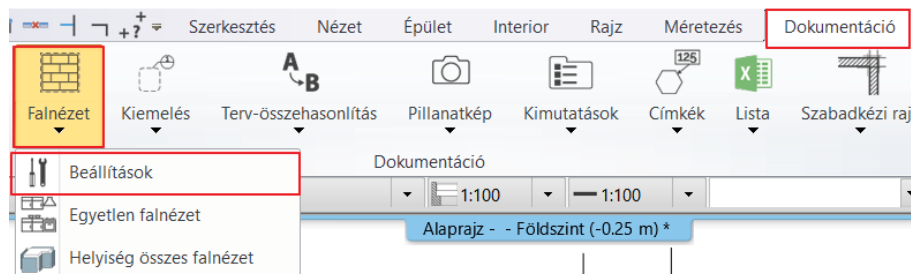 Szerkesztés Nézet Épület Interior Rajz Méretezés Dokumentáció
A B 125 X
Falnézet Kiemelés Terv-összehasonlítás Pillanatkép Kimutatások Címkék Lista Szabadkézi raj
Dokumentáció
Beállítások
1:100 1:100
Egyetlen falnézet
Alaprajz - - Földszint (-0.25 m) *
Helyiség összes falnézet